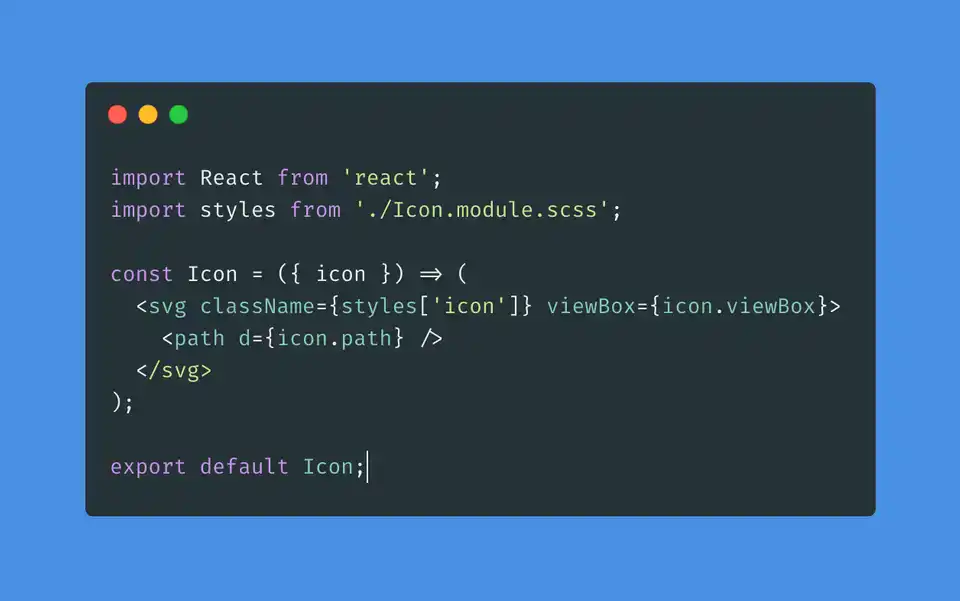 import React from 'react';
import styles from './Icon.module.scss';
const Icon = ({ icon }) => (
<svg className={styles['icon']} viewBox={icon.viewBox}>
<path d={icon.path} />
</svg>
);
export default Icon;